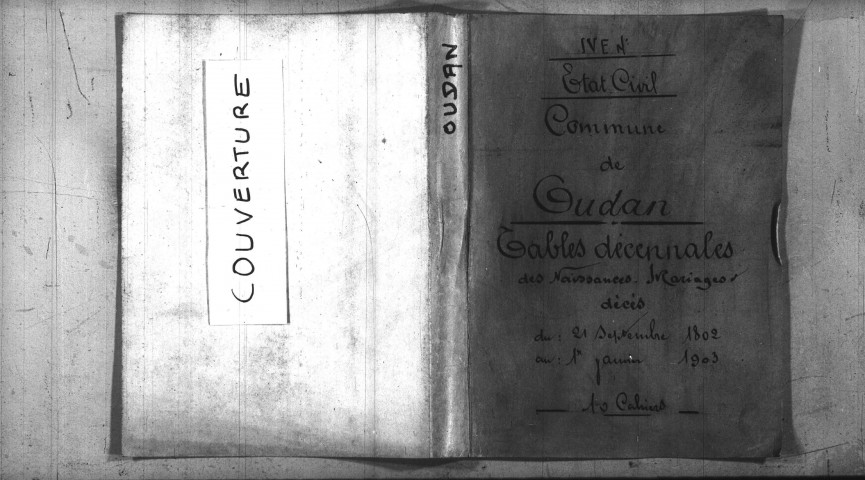 COUVERTURE
OUDAN
IV E N
Etat Civil
Commune
de
Oudan
Tables décennales
des Naissances. Mariages
décés
du : 21 Septembre 1802
au : 1er janvier 1903
10 Cahiers